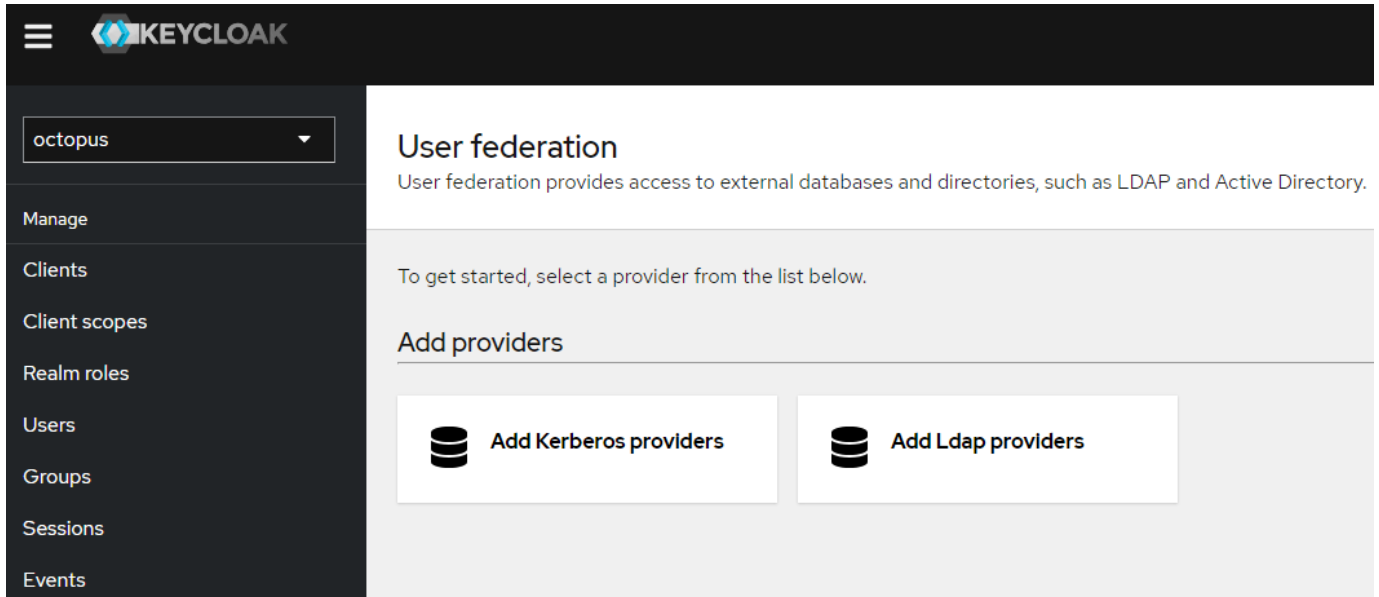 KEYCLOAK
octopus
Manage
Clients
Client scopes
Realm roles
Users
Groups
Sessions
Events
User federation
User federation provides access to external databases and directories, such as LDAP and Active Directory.
To get started, select a provider from the list below.
Add providers
Add Kerberos providers
Add Ldap providers